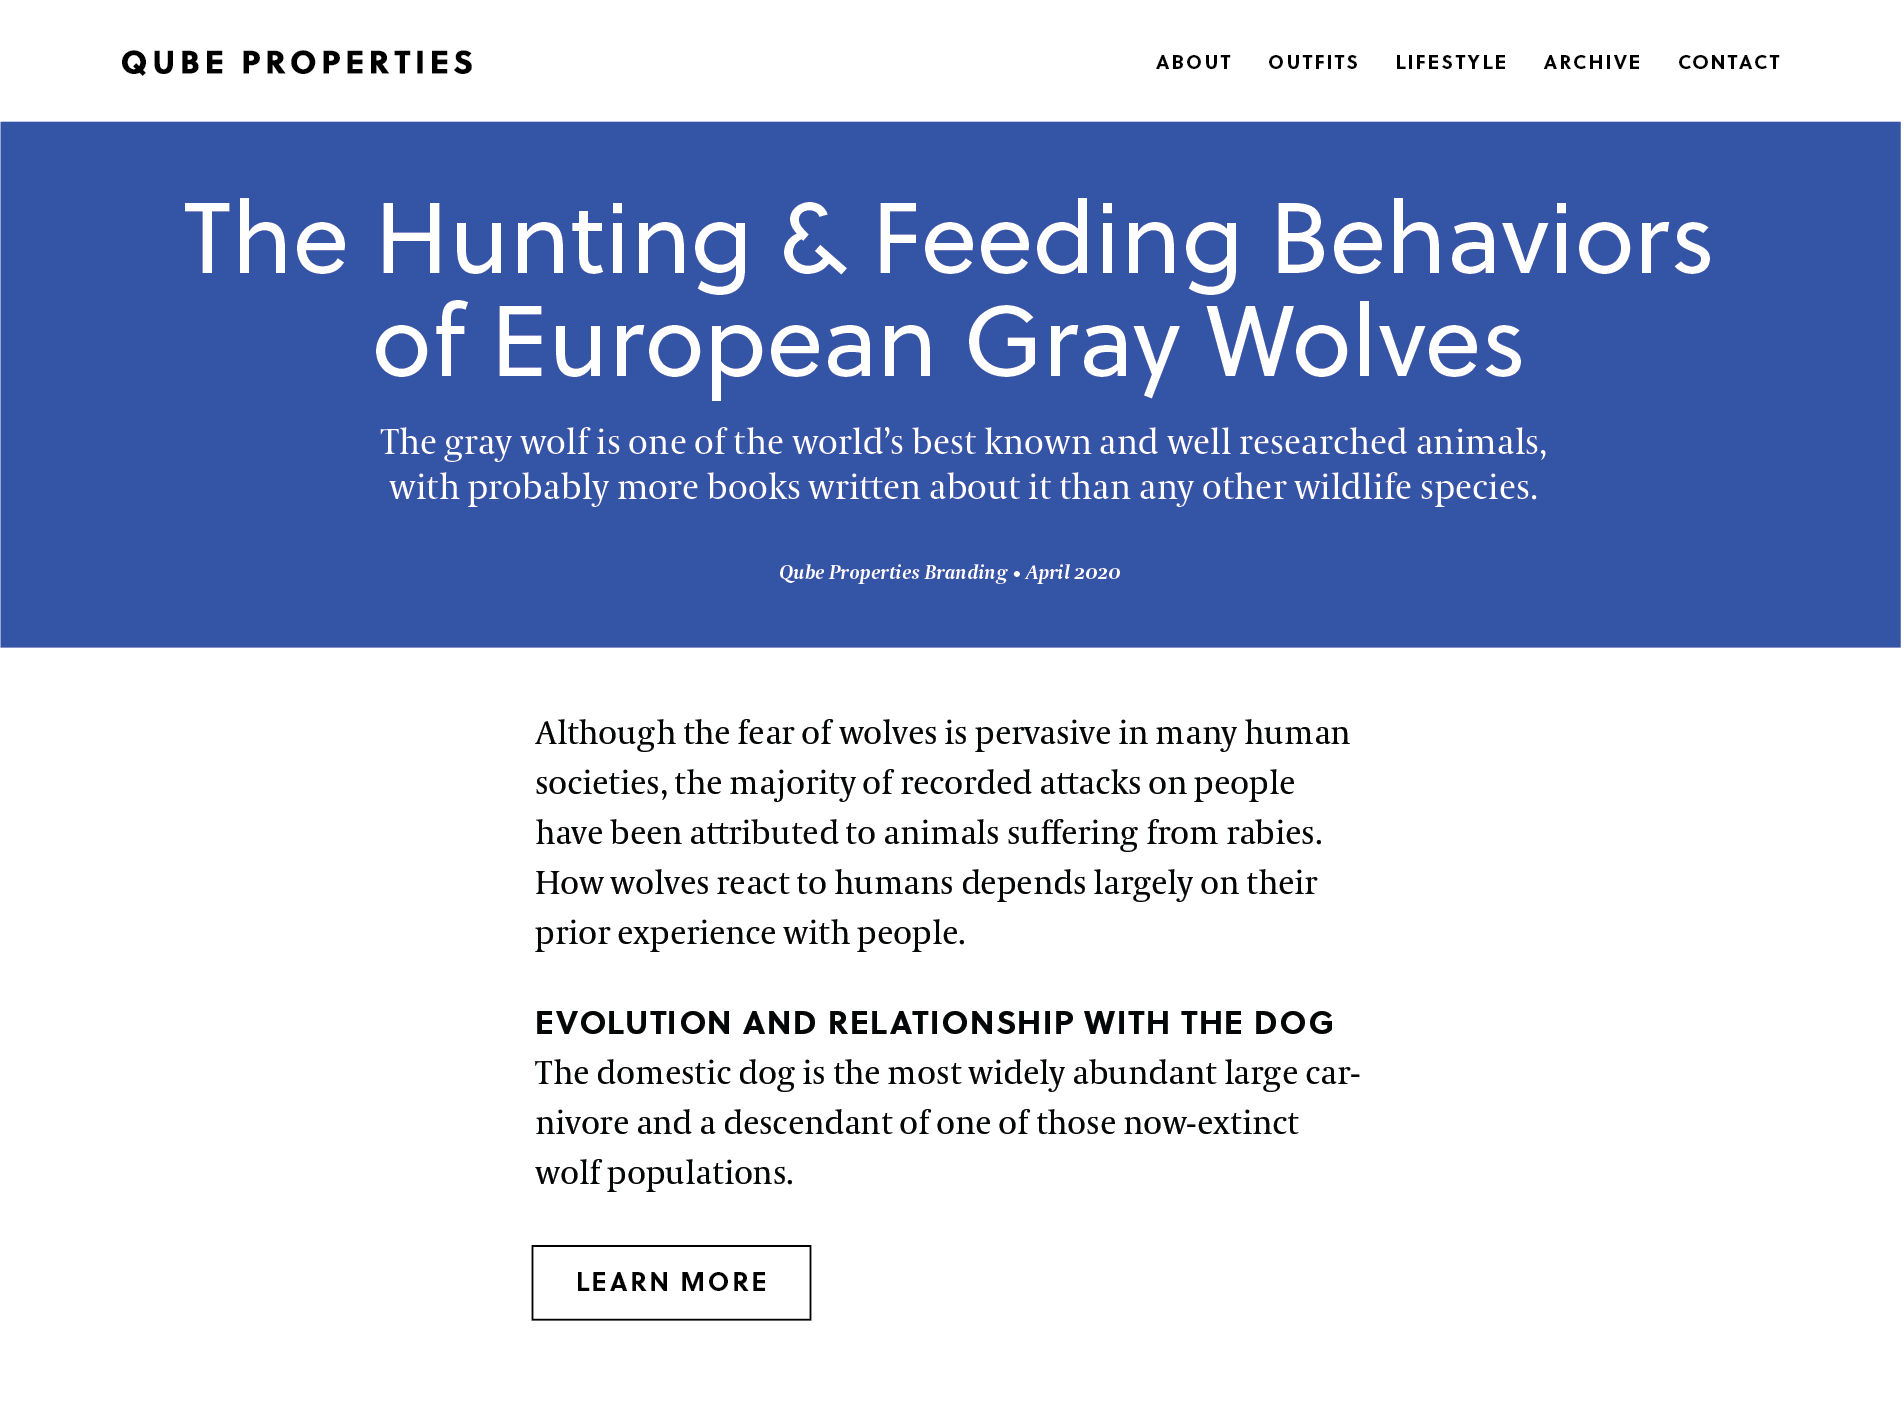 QUBE PROPERTIES
ABOUT OUTFITS LIFESTYLE ARCHIVE CONTACT
The Hunting & Feeding Behaviors
of European Gray Wolves
The gray wolf is one of the world’s best known and well researched animals,
with probably more books written about it than any other wildlife species.
Qube Properties Branding • April 2020
Although the fear of wolves is pervasive in many human
societies, the majority of recorded attacks on people
have been attributed to animals suffering from rabies.
How wolves react to humans depends largely on their
prior experience with people.
EVOLUTION AND RELATIONSHIP WITH THE DOG
The domestic dog is the most widely abundant large car-
nivore and a descendant of one of those now-extinct
wolf populations.
LEARN MORE